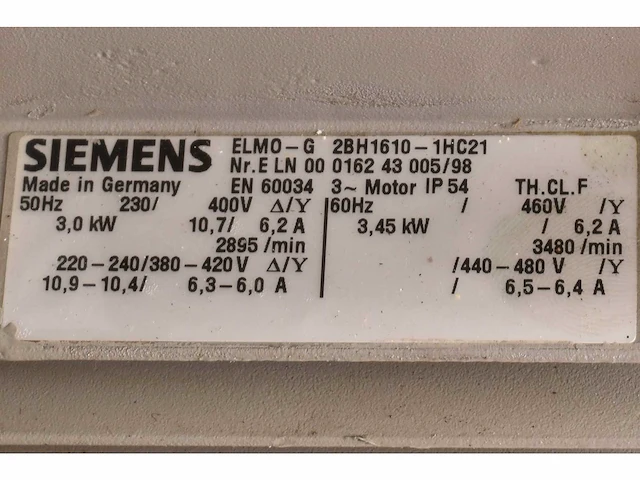 SIEMENS ELMO-G 2BH1610-1HC21
Nr.E LN 00 0162 43 005/98
Made in Germany EN 60034 3~ Motor IP 54 TH.CL.F
50Hz 230/ 400V Δ/Y 60Hz / 460V /Y
3,0 kW 10,7/ 6,2 A 3,45 kW / 6,2 A
2895/min 3480/min
220-240/380-420V Δ/Y /440-480 V /Y
10,9-10,4/ 6,3-6,0 A / 6,5-6,4 A